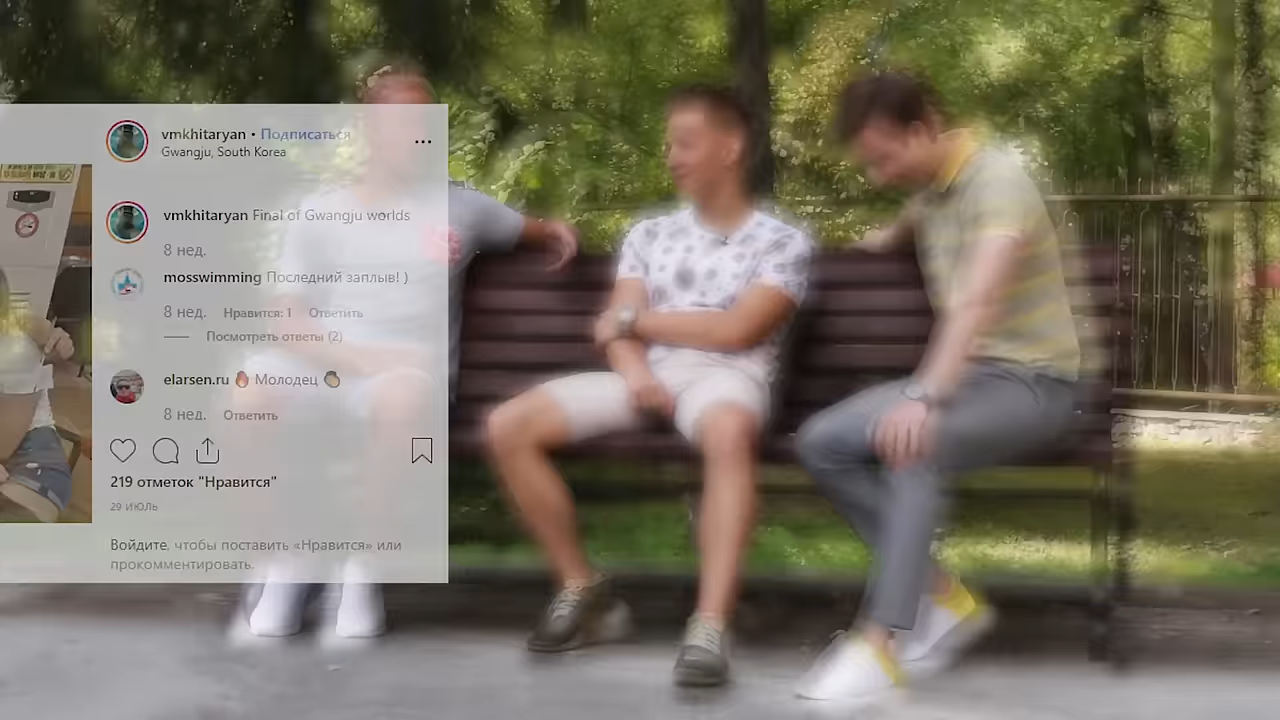 vmkhitaryan • Подписаться
Gwangju, South Korea
vmkhitaryan Final of Gwangju worlds
8 нед.
mosswimming Последний заплыв! )
8 нед. Нравится: 1 Ответить
Посмотреть ответы (2)
elarsen.ru 🔥 Молодец 👏
8 нед. Ответить
219 отметок "Нравится"
29 ИЮЛЬ
Войдите, чтобы поставить «Нравится» или
прокомментировать.